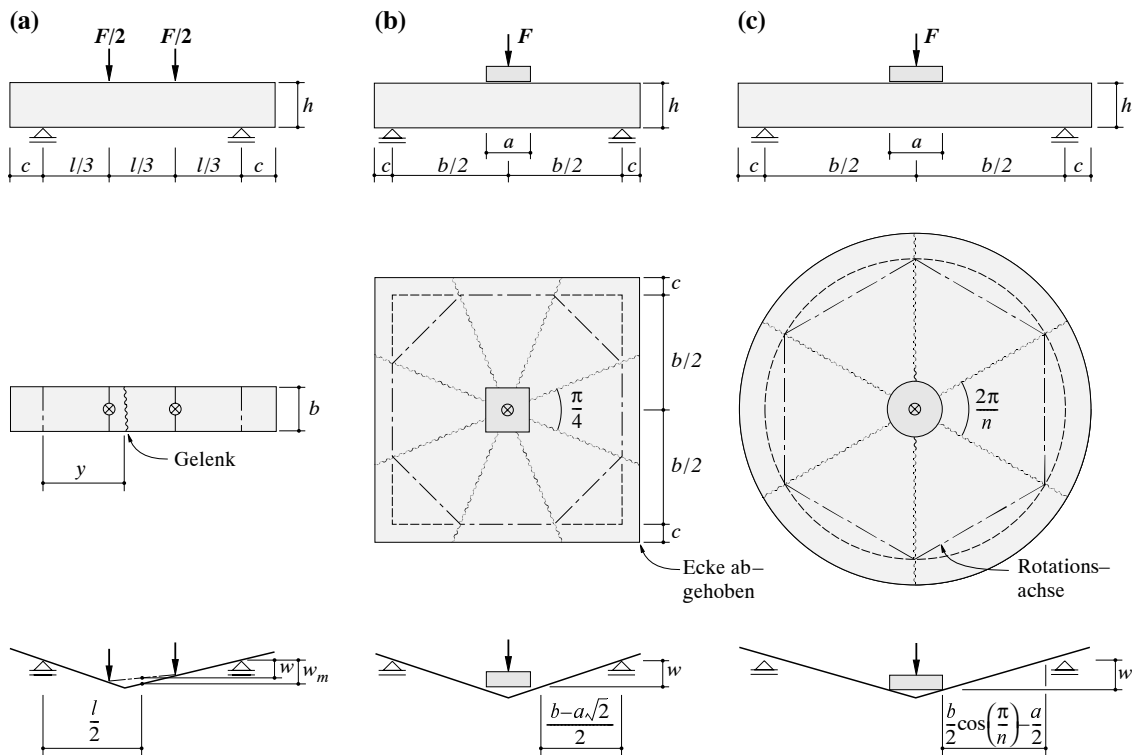 (a)
(b)
(c)
F/2 F/2
F
F
h
h
h
c l/3 l/3 l/3 c
a
c b/2 b/2 c
a
c b/2 b/2 c
b
Gelenk
y
π/4
c
b/2
b/2
c
Ecke ab–
gehoben
2π/n
Rotations–
achse
w w_m
l/2
w
(b–a√2)/2
w
b/2 cos(π/n)–a/2